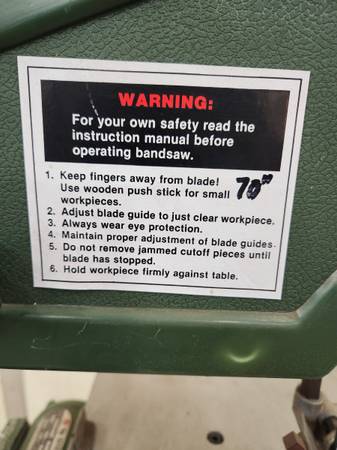 WARNING:
For your own safety read the
instruction manual before
operating bandsaw.
1. Keep fingers away from blade!
Use wooden push stick for small
workpieces.
70"
2. Adjust blade guide to just clear workpiece.
3. Always wear eye protection.
4. Maintain proper adjustment of blade guides.
5. Do not remove jammed cutoff pieces until
blade has stopped.
6. Hold workpiece firmly against table.